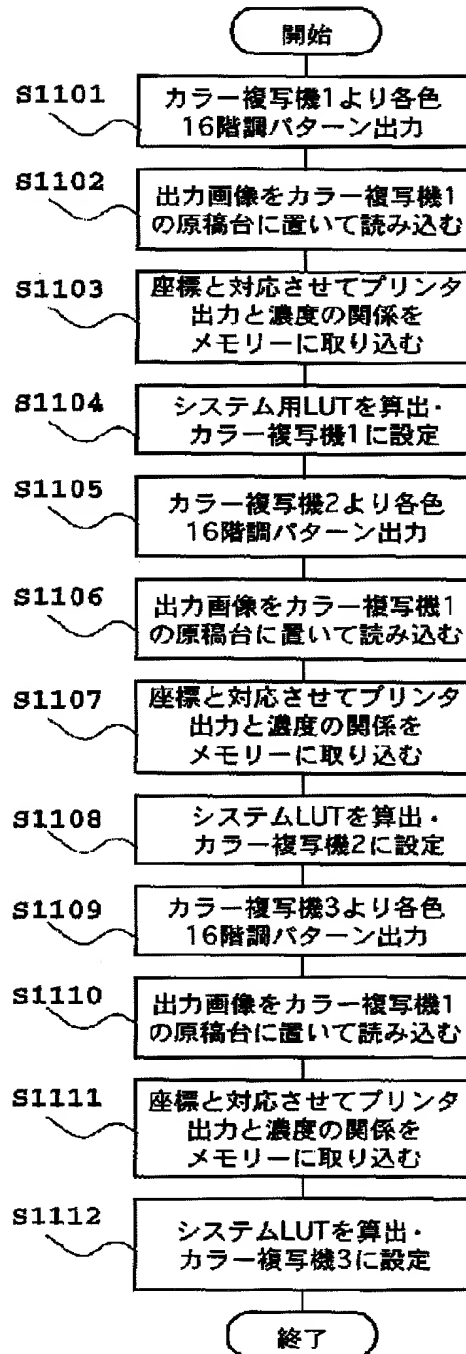 開始
S1101
カラー複写機1より各色
16階調パターン出力
S1102
出力画像をカラー複写機1
の原稿台に置いて読み込む
S1103
座標と対応させてプリンタ
出力と濃度の関係を
メモリーに取り込む
S1104
システム用LUTを算出・
カラー複写機1に設定
S1105
カラー複写機2より各色
16階調パターン出力
S1106
出力画像をカラー複写機1
の原稿台に置いて読み込む
S1107
座標と対応させてプリンタ
出力と濃度の関係を
メモリーに取り込む
S1108
システムLUTを算出・
カラー複写機2に設定
S1109
カラー複写機3より各色
16階調パターン出力
S1110
出力画像をカラー複写機1
の原稿台に置いて読み込む
S1111
座標と対応させてプリンタ
出力と濃度の関係を
メモリーに取り込む
S1112
システムLUTを算出・
カラー複写機3に設定
終了